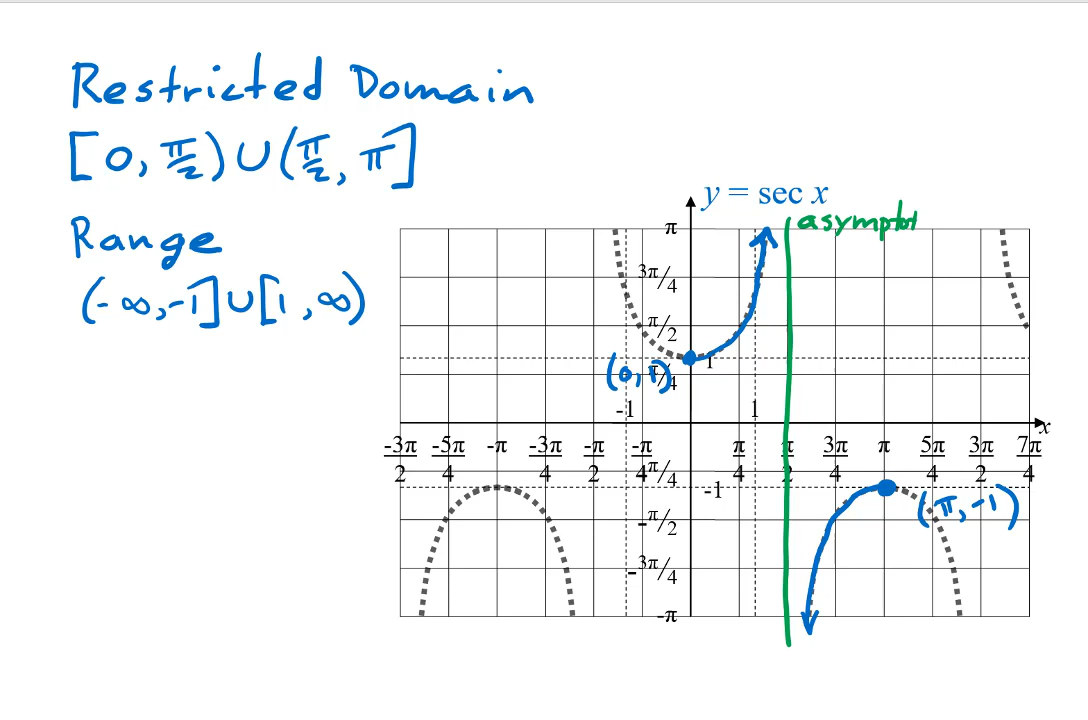 Restricted Domain
[0, π/2) ∪ (π/2, π]
Range
(-∞, -1] ∪ [1, ∞)
y = sec x
asymptot
π
3π/4
π/2
π/4
1
(0, 1)
-1 1
x
-3π/2 -5π/4 -π -3π/4 -π/2 -π/4 π/4 π/2 3π/4 π 5π/4 3π/2 7π/4
π/4
-1
(π, -1)
-π/2
-3π/4
-π